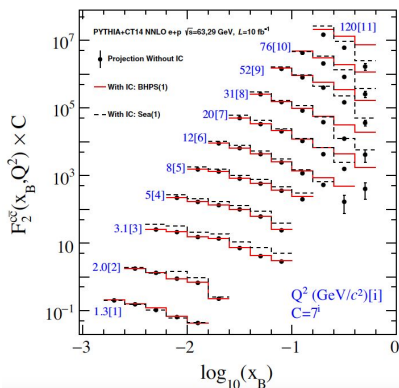 PYTHIA+CT14 NNLO e+p √s=63,29 GeV, L=10 fb⁻¹
Projection Without IC
With IC: BHPS(1)
With IC: Sea(1)
120[11]
76[10]
52[9]
31[8]
20[7]
12[6]
8[5]
5[4]
3.1[3]
2.0[2]
1.3[1]
Q² (GeV/c²)[i]
C=7ⁱ
10⁷
10⁵
10³
10
10⁻¹
F₂^cc̄(x_B,Q²) × C
−3 −2 −1 0
log₁₀(x_B)